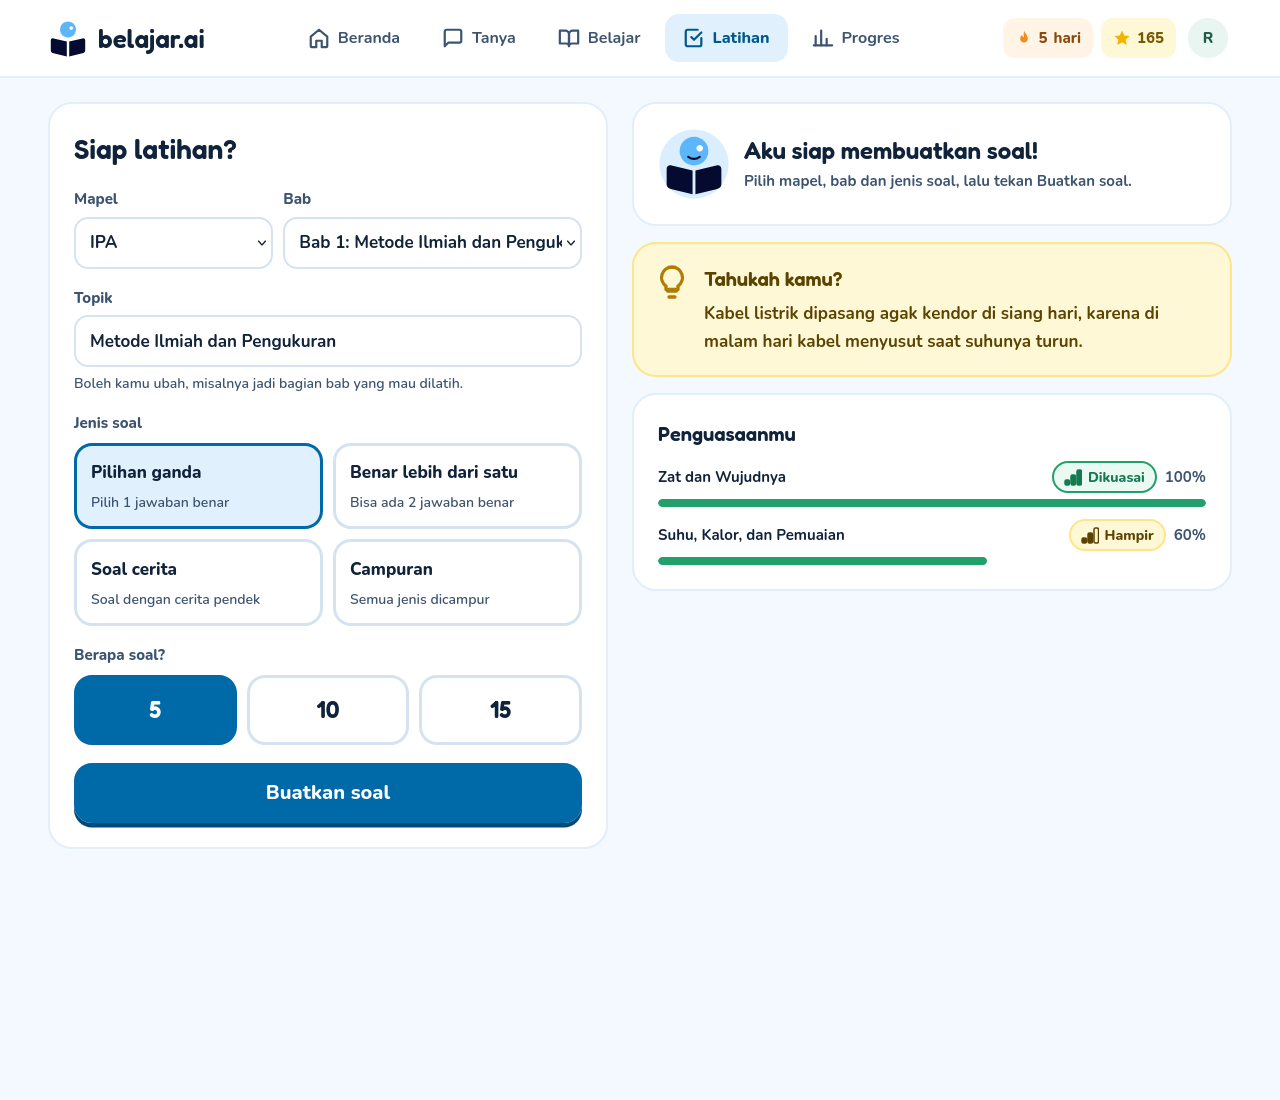 belajar.ai
Beranda
Tanya
Belajar
Latihan
Progres
5 hari
165
R
Siap latihan?
Mapel
Bab
IPA
Bab 1: Metode Ilmiah dan Penguk
Topik
Metode Ilmiah dan Pengukuran
Boleh kamu ubah, misalnya jadi bagian bab yang mau dilatih.
Jenis soal
Pilihan ganda
Pilih 1 jawaban benar
Benar lebih dari satu
Bisa ada 2 jawaban benar
Soal cerita
Soal dengan cerita pendek
Campuran
Semua jenis dicampur
Berapa soal?
5
10
15
Buatkan soal
Aku siap membuatkan soal!
Pilih mapel, bab dan jenis soal, lalu tekan Buatkan soal.
Tahukah kamu?
Kabel listrik dipasang agak kendor di siang hari, karena di
malam hari kabel menyusut saat suhunya turun.
Penguasaanmu
Zat dan Wujudnya
Dikuasai
100%
Suhu, Kalor, dan Pemuaian
Hampir
60%